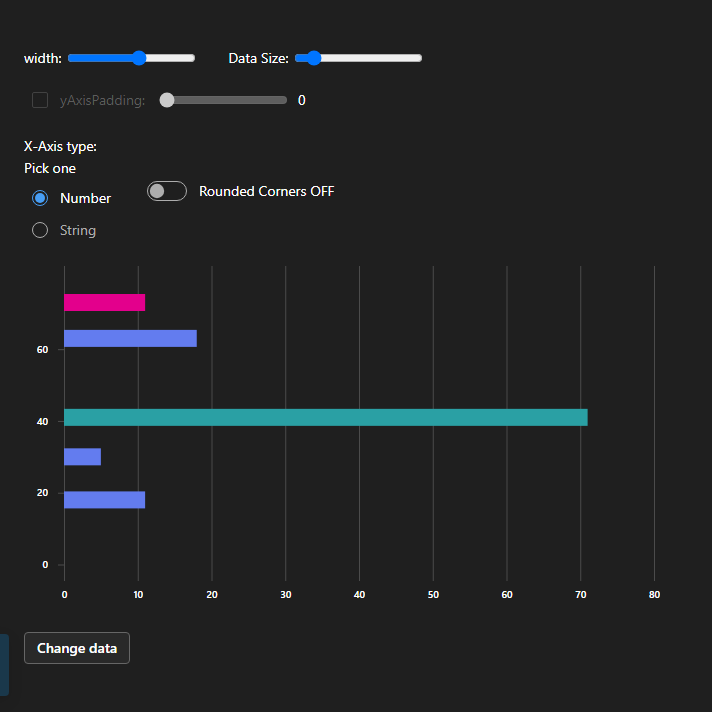 width: Data Size:
yAxisPadding: 0
X-Axis type:
Pick one
Number
Rounded Corners OFF
String
60
40
20
0
0 10 20 30 40 50 60 70 80
Change data